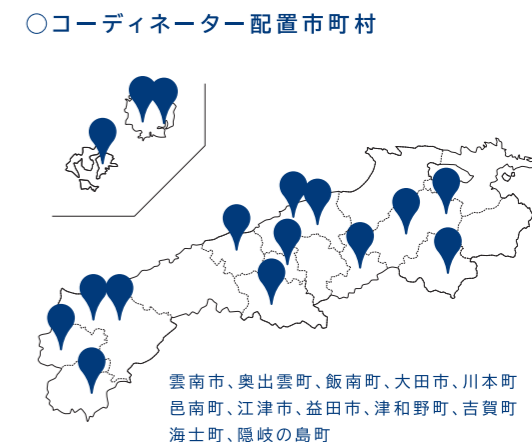 ○コーディネーター配置市町村
雲南市、奥出雲町、飯南町、大田市、川本町
邑南町、江津市、益田市、津和野町、吉賀町
海士町、隠岐の島町